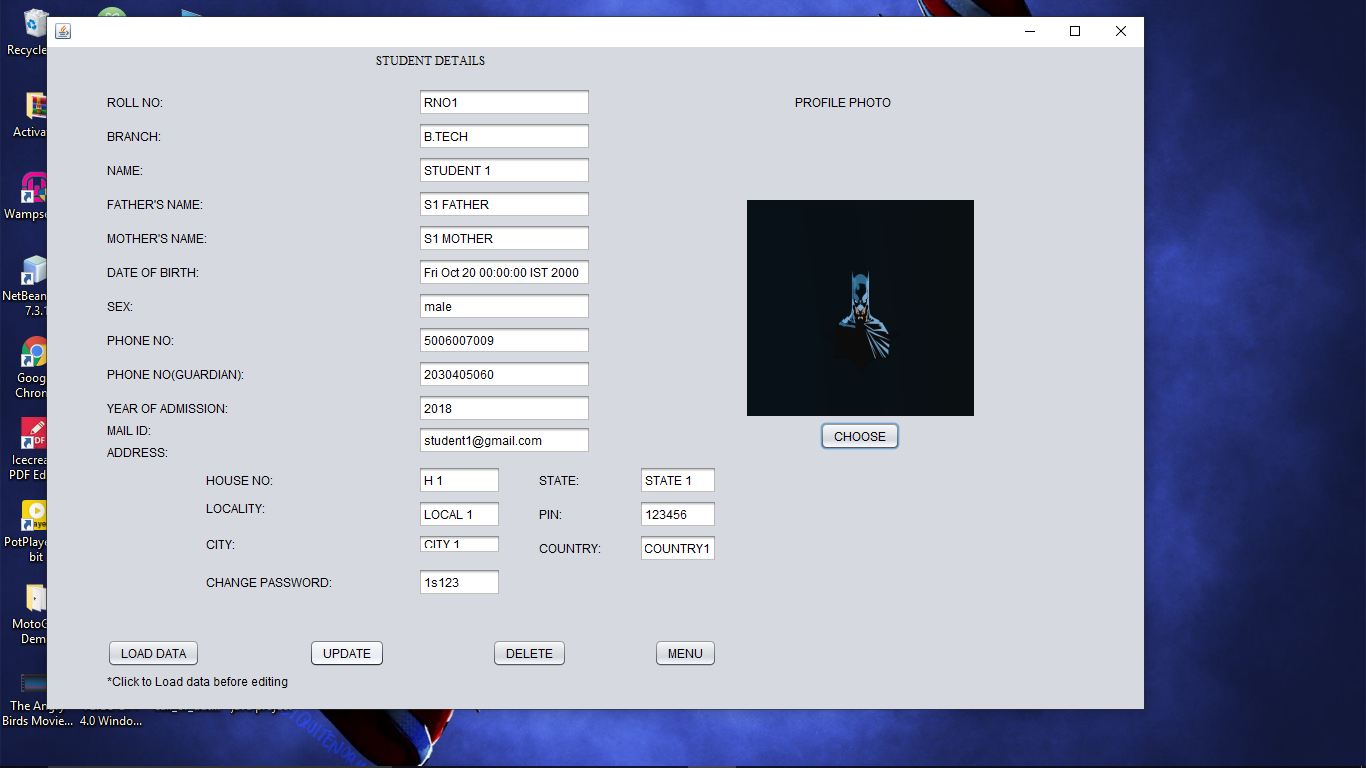 Recycle
STUDENT DETAILS
ROLL NO: RNO1 PROFILE PHOTO
Activa
BRANCH: B.TECH
NAME: STUDENT 1
Wampse
FATHER'S NAME: S1 FATHER
MOTHER'S NAME: S1 MOTHER
DATE OF BIRTH: Fri Oct 20 00:00:00 IST 2000
NetBean
7.3.1
SEX: male
PHONE NO: 5006007009
PHONE NO(GUARDIAN): 2030405060
Goog
Chron
YEAR OF ADMISSION: 2018
MAIL ID: student1@gmail.com
CHOOSE
ADDRESS:
Icecrea
PDF Ed
HOUSE NO: H 1 STATE: STATE 1
LOCALITY: LOCAL 1 PIN: 123456
CITY: CITY 1 COUNTRY: COUNTRY1
PotPlaye
bit
CHANGE PASSWORD: 1s123
MotoG
Dem
LOAD DATA UPDATE DELETE MENU
*Click to Load data before editing
The Angry
Birds Movie... 4.0 Windo...